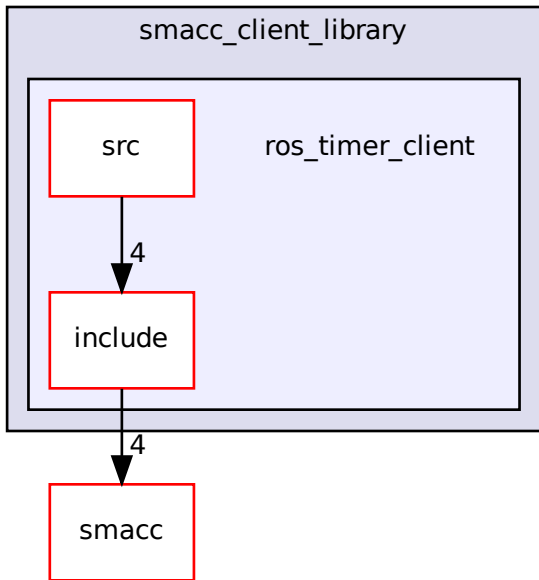 smacc_client_library
src
ros_timer_client
4
include
4
smacc